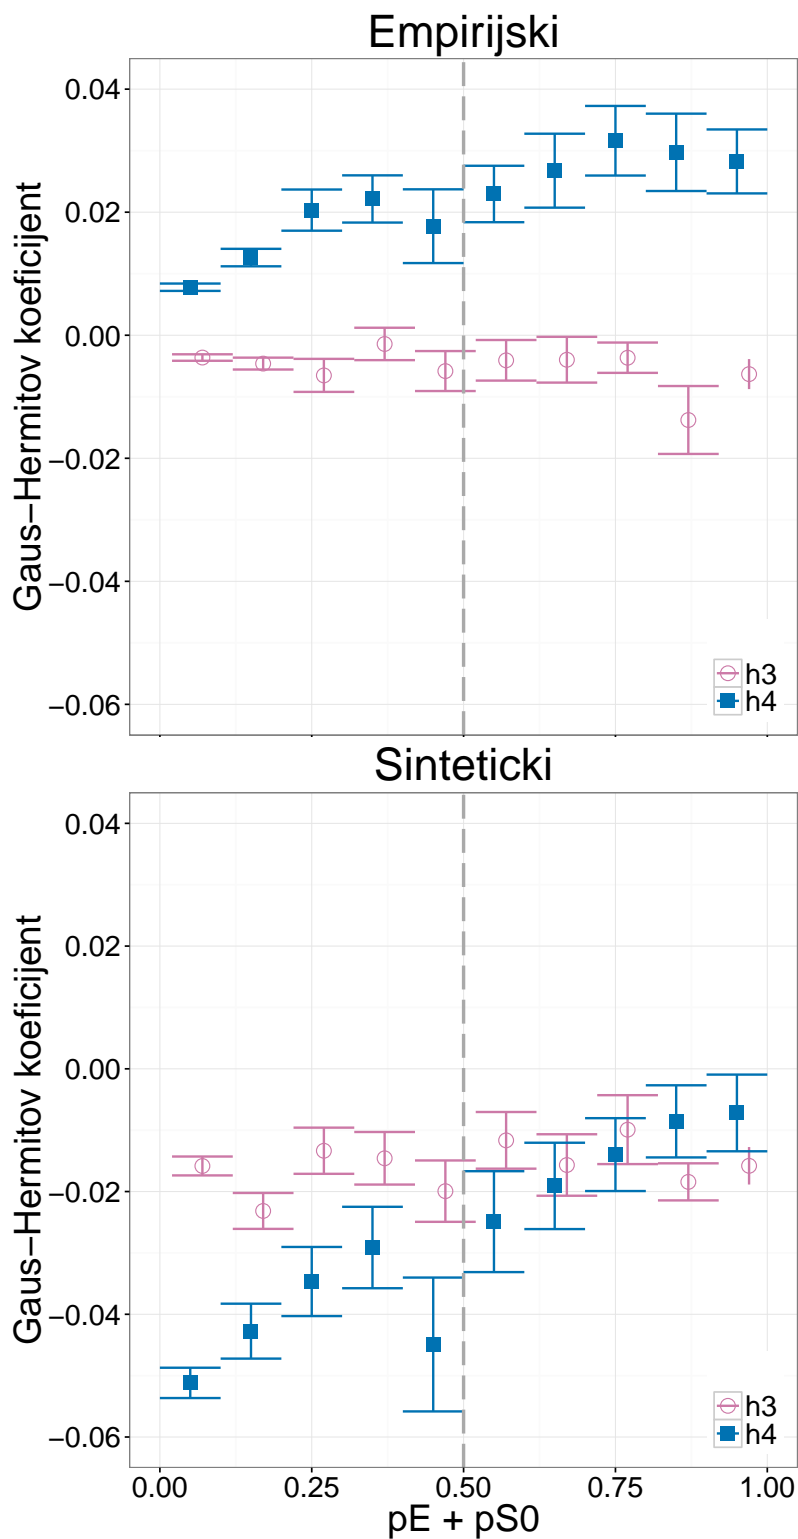 Empirijski
Gaus−Hermitov koeficijent
0.04
0.02
0.00
−0.02
−0.04
−0.06
h3
h4
Sinteticki
Gaus−Hermitov koeficijent
0.04
0.02
0.00
−0.02
−0.04
−0.06
h3
h4
0.00 0.25 0.50 0.75 1.00
pE + pS0